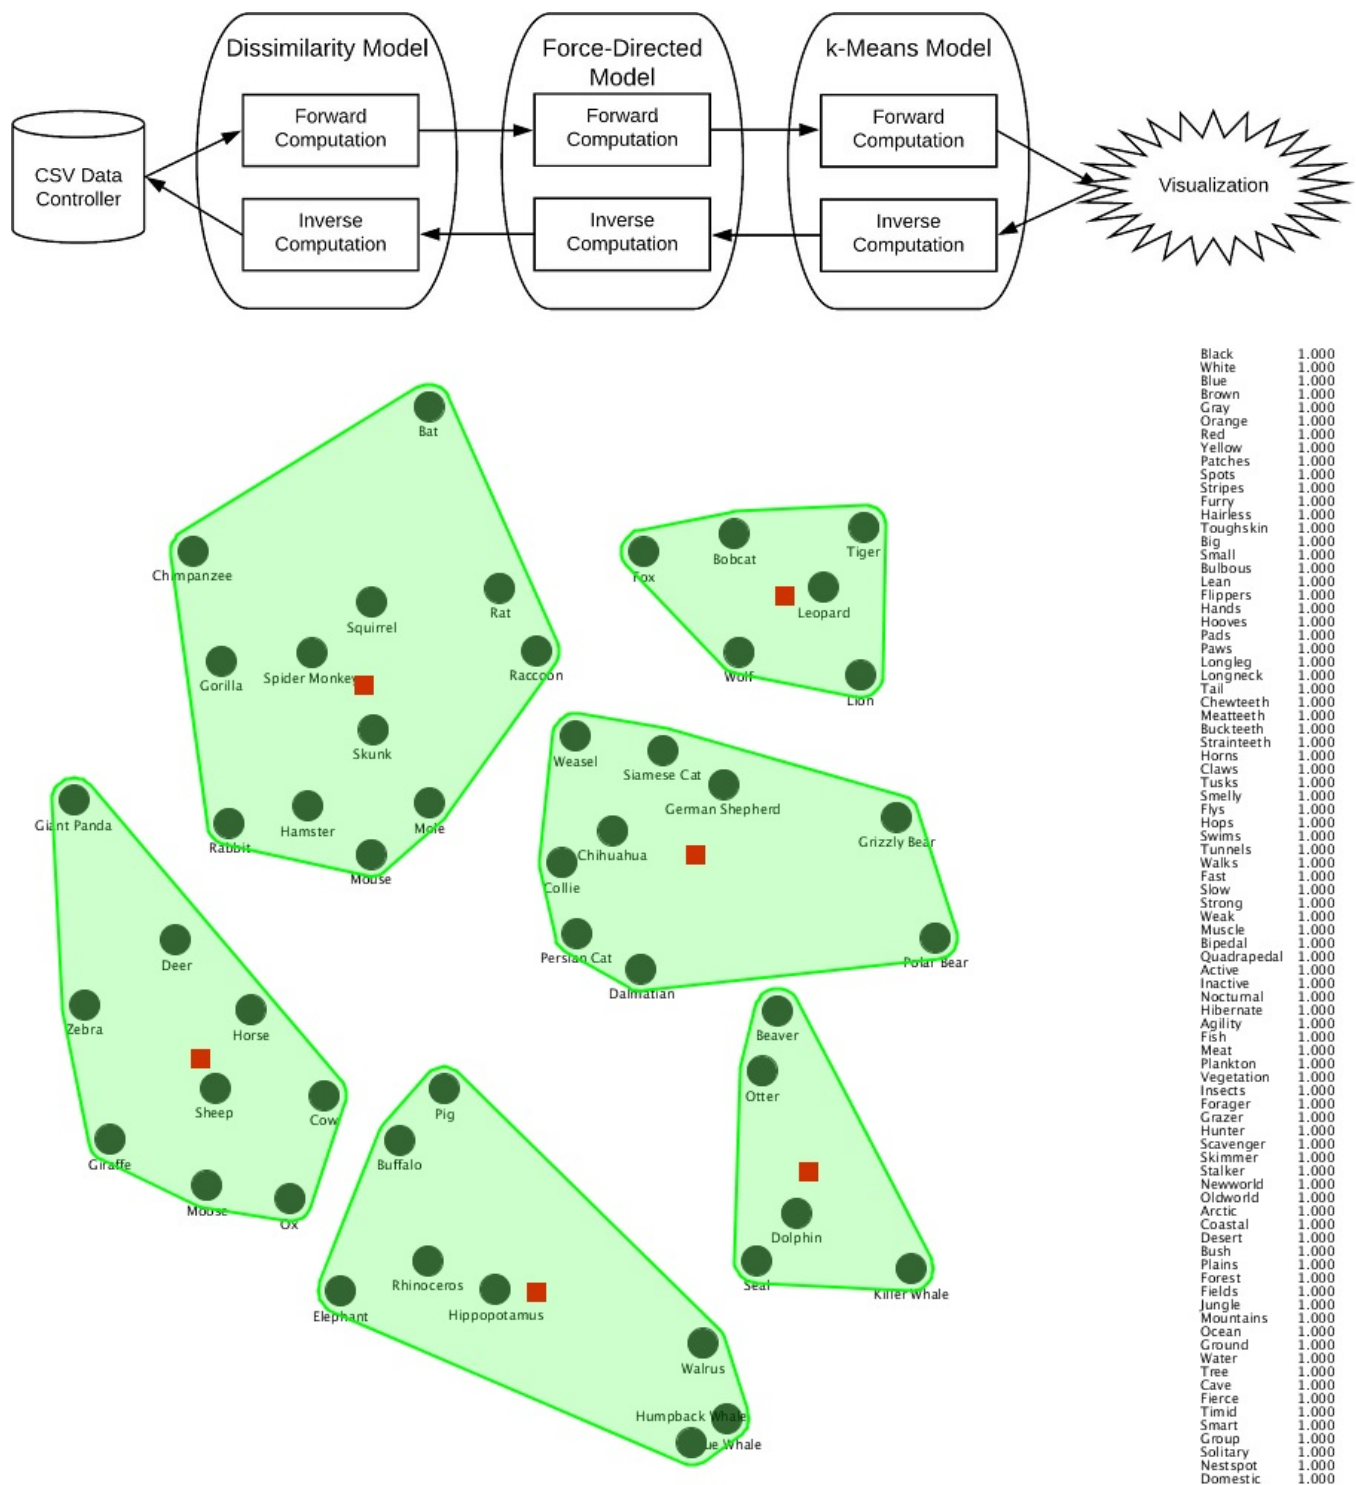 Dissimilarity Model
Force-Directed
Model
k-Means Model
Forward
Computation
Forward
Computation
Forward
Computation
CSV Data
Controller
Visualization
Inverse
Computation
Inverse
Computation
Inverse
Computation
Bat
Chimpanzee
Squirrel
Rat
Gorilla
Spider Monkey
Raccoon
Skunk
Rabbit
Hamster
Mole
Mouse
Fox
Bobcat
Tiger
Leopard
Wolf
Lion
Weasel
Siamese Cat
German Shepherd
Grizzly Bear
Chihuahua
Collie
Persian Cat
Dalmatian
Polar Bear
Giant Panda
Deer
Zebra
Horse
Sheep
Cow
Giraffe
Moose
Ox
Pig
Buffalo
Rhinoceros
Hippopotamus
Elephant
Walrus
Humpback Whale
ue Whale
Beaver
Otter
Dolphin
Seal
Killer Whale
Black 1.000
White 1.000
Blue 1.000
Brown 1.000
Gray 1.000
Orange 1.000
Red 1.000
Yellow 1.000
Patches 1.000
Spots 1.000
Stripes 1.000
Furry 1.000
Hairless 1.000
Toughskin 1.000
Big 1.000
Small 1.000
Bulbous 1.000
Lean 1.000
Flippers 1.000
Hands 1.000
Hooves 1.000
Pads 1.000
Paws 1.000
Longleg 1.000
Longneck 1.000
Tail 1.000
Chewteeth 1.000
Meatteeth 1.000
Buckteeth 1.000
Strainteeth 1.000
Horns 1.000
Claws 1.000
Tusks 1.000
Smelly 1.000
Flys 1.000
Hops 1.000
Swims 1.000
Tunnels 1.000
Walks 1.000
Fast 1.000
Slow 1.000
Strong 1.000
Weak 1.000
Muscle 1.000
Bipedal 1.000
Quadrapedal 1.000
Active 1.000
Inactive 1.000
Nocturnal 1.000
Hibernate 1.000
Agility 1.000
Fish 1.000
Meat 1.000
Plankton 1.000
Vegetation 1.000
Insects 1.000
Forager 1.000
Grazer 1.000
Hunter 1.000
Scavenger 1.000
Skimmer 1.000
Stalker 1.000
Newworld 1.000
Oldworld 1.000
Arctic 1.000
Coastal 1.000
Desert 1.000
Bush 1.000
Plains 1.000
Forest 1.000
Fields 1.000
Jungle 1.000
Mountains 1.000
Ocean 1.000
Ground 1.000
Water 1.000
Tree 1.000
Cave 1.000
Fierce 1.000
Timid 1.000
Smart 1.000
Group 1.000
Solitary 1.000
Nestspot 1.000
Domestic 1.000